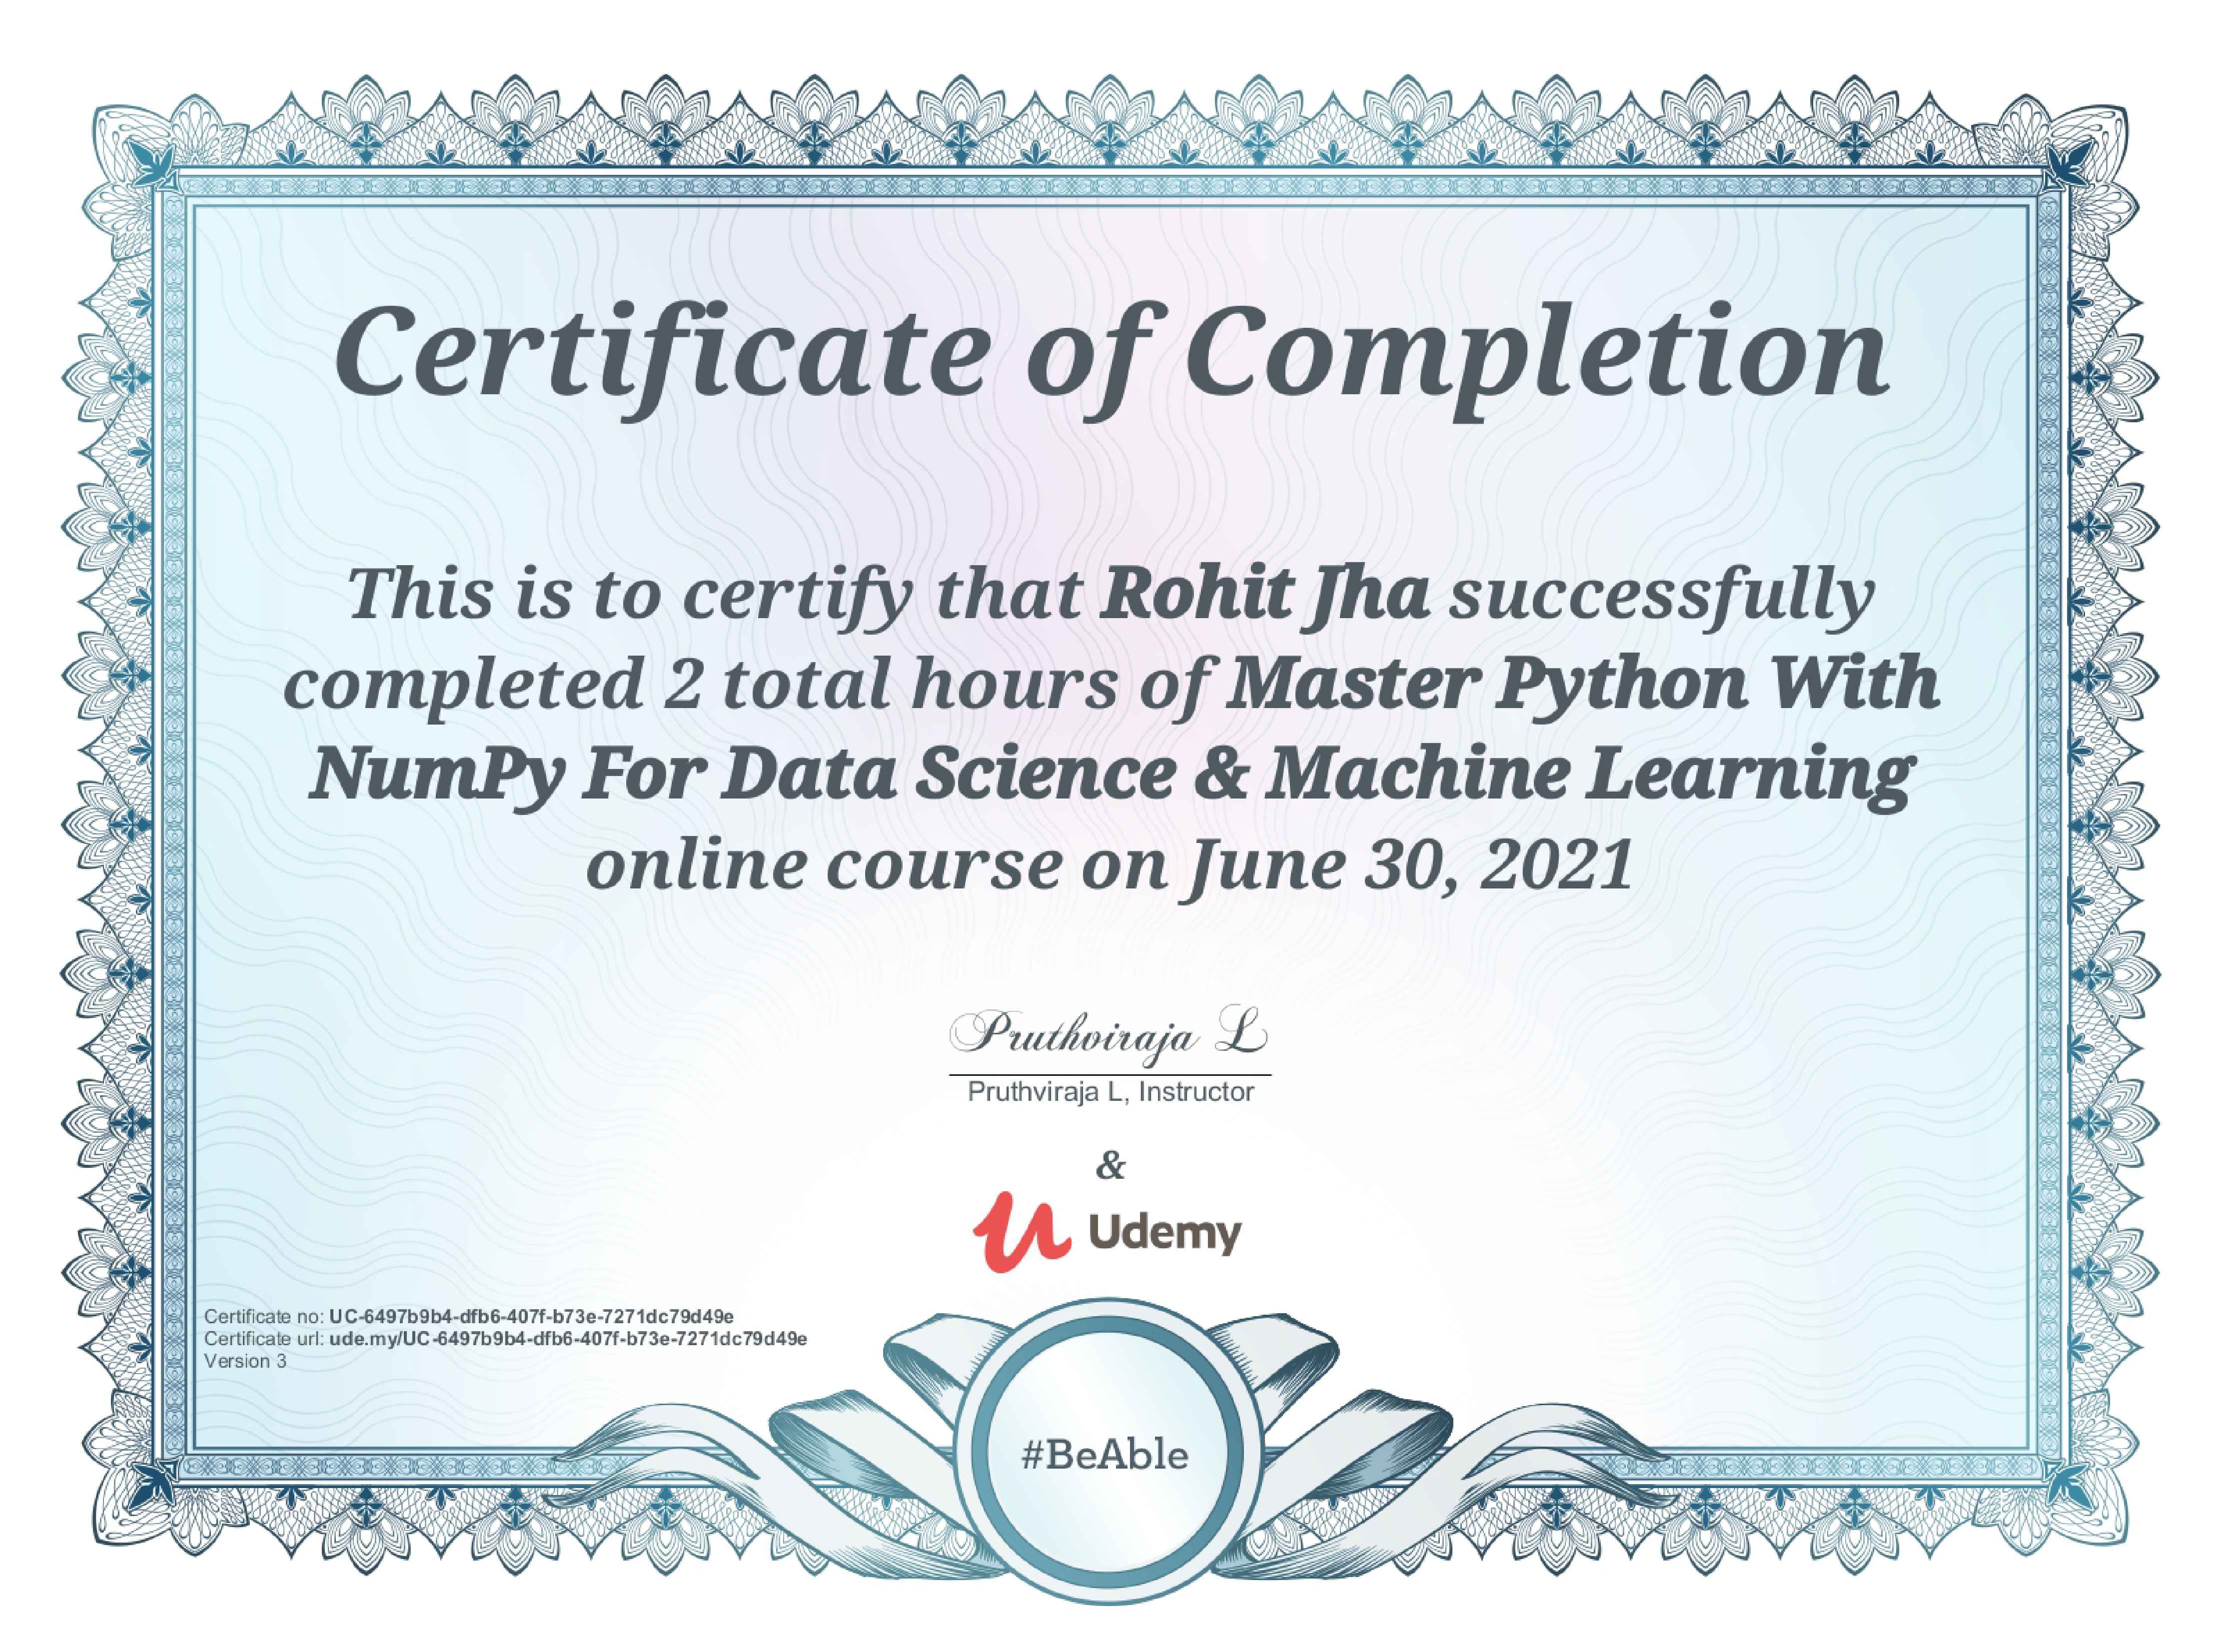 Certificate of Completion
This is to certify that Rohit Jha successfully
completed 2 total hours of Master Python With
NumPy For Data Science & Machine Learning
online course on June 30, 2021
Pruthviraja L
Pruthviraja L, Instructor
&
Udemy
Certificate no: UC-6497b9b4-dfb6-407f-b73e-7271dc79d49e
Certificate url: ude.my/UC-6497b9b4-dfb6-407f-b73e-7271dc79d49e
Version 3
#BeAble